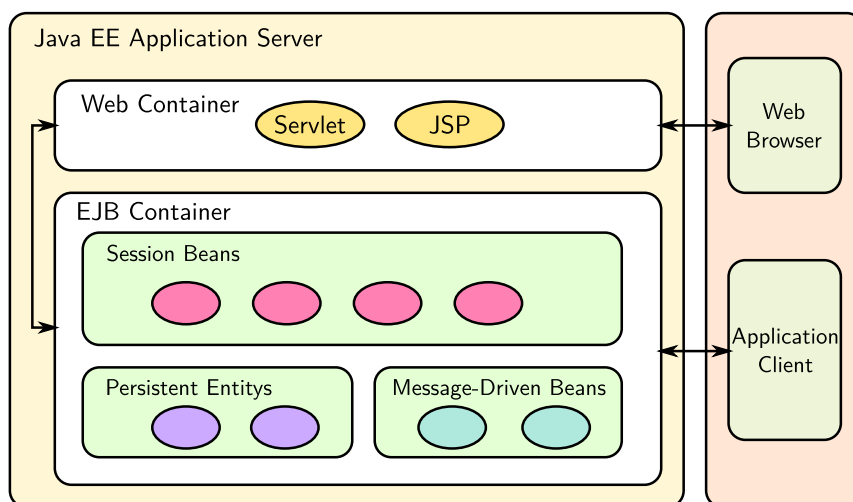 Java EE Application Server
Web Container
Servlet
JSP
EJB Container
Session Beans
Persistent Entitys
Message-Driven Beans
Web
Browser
Application
Client